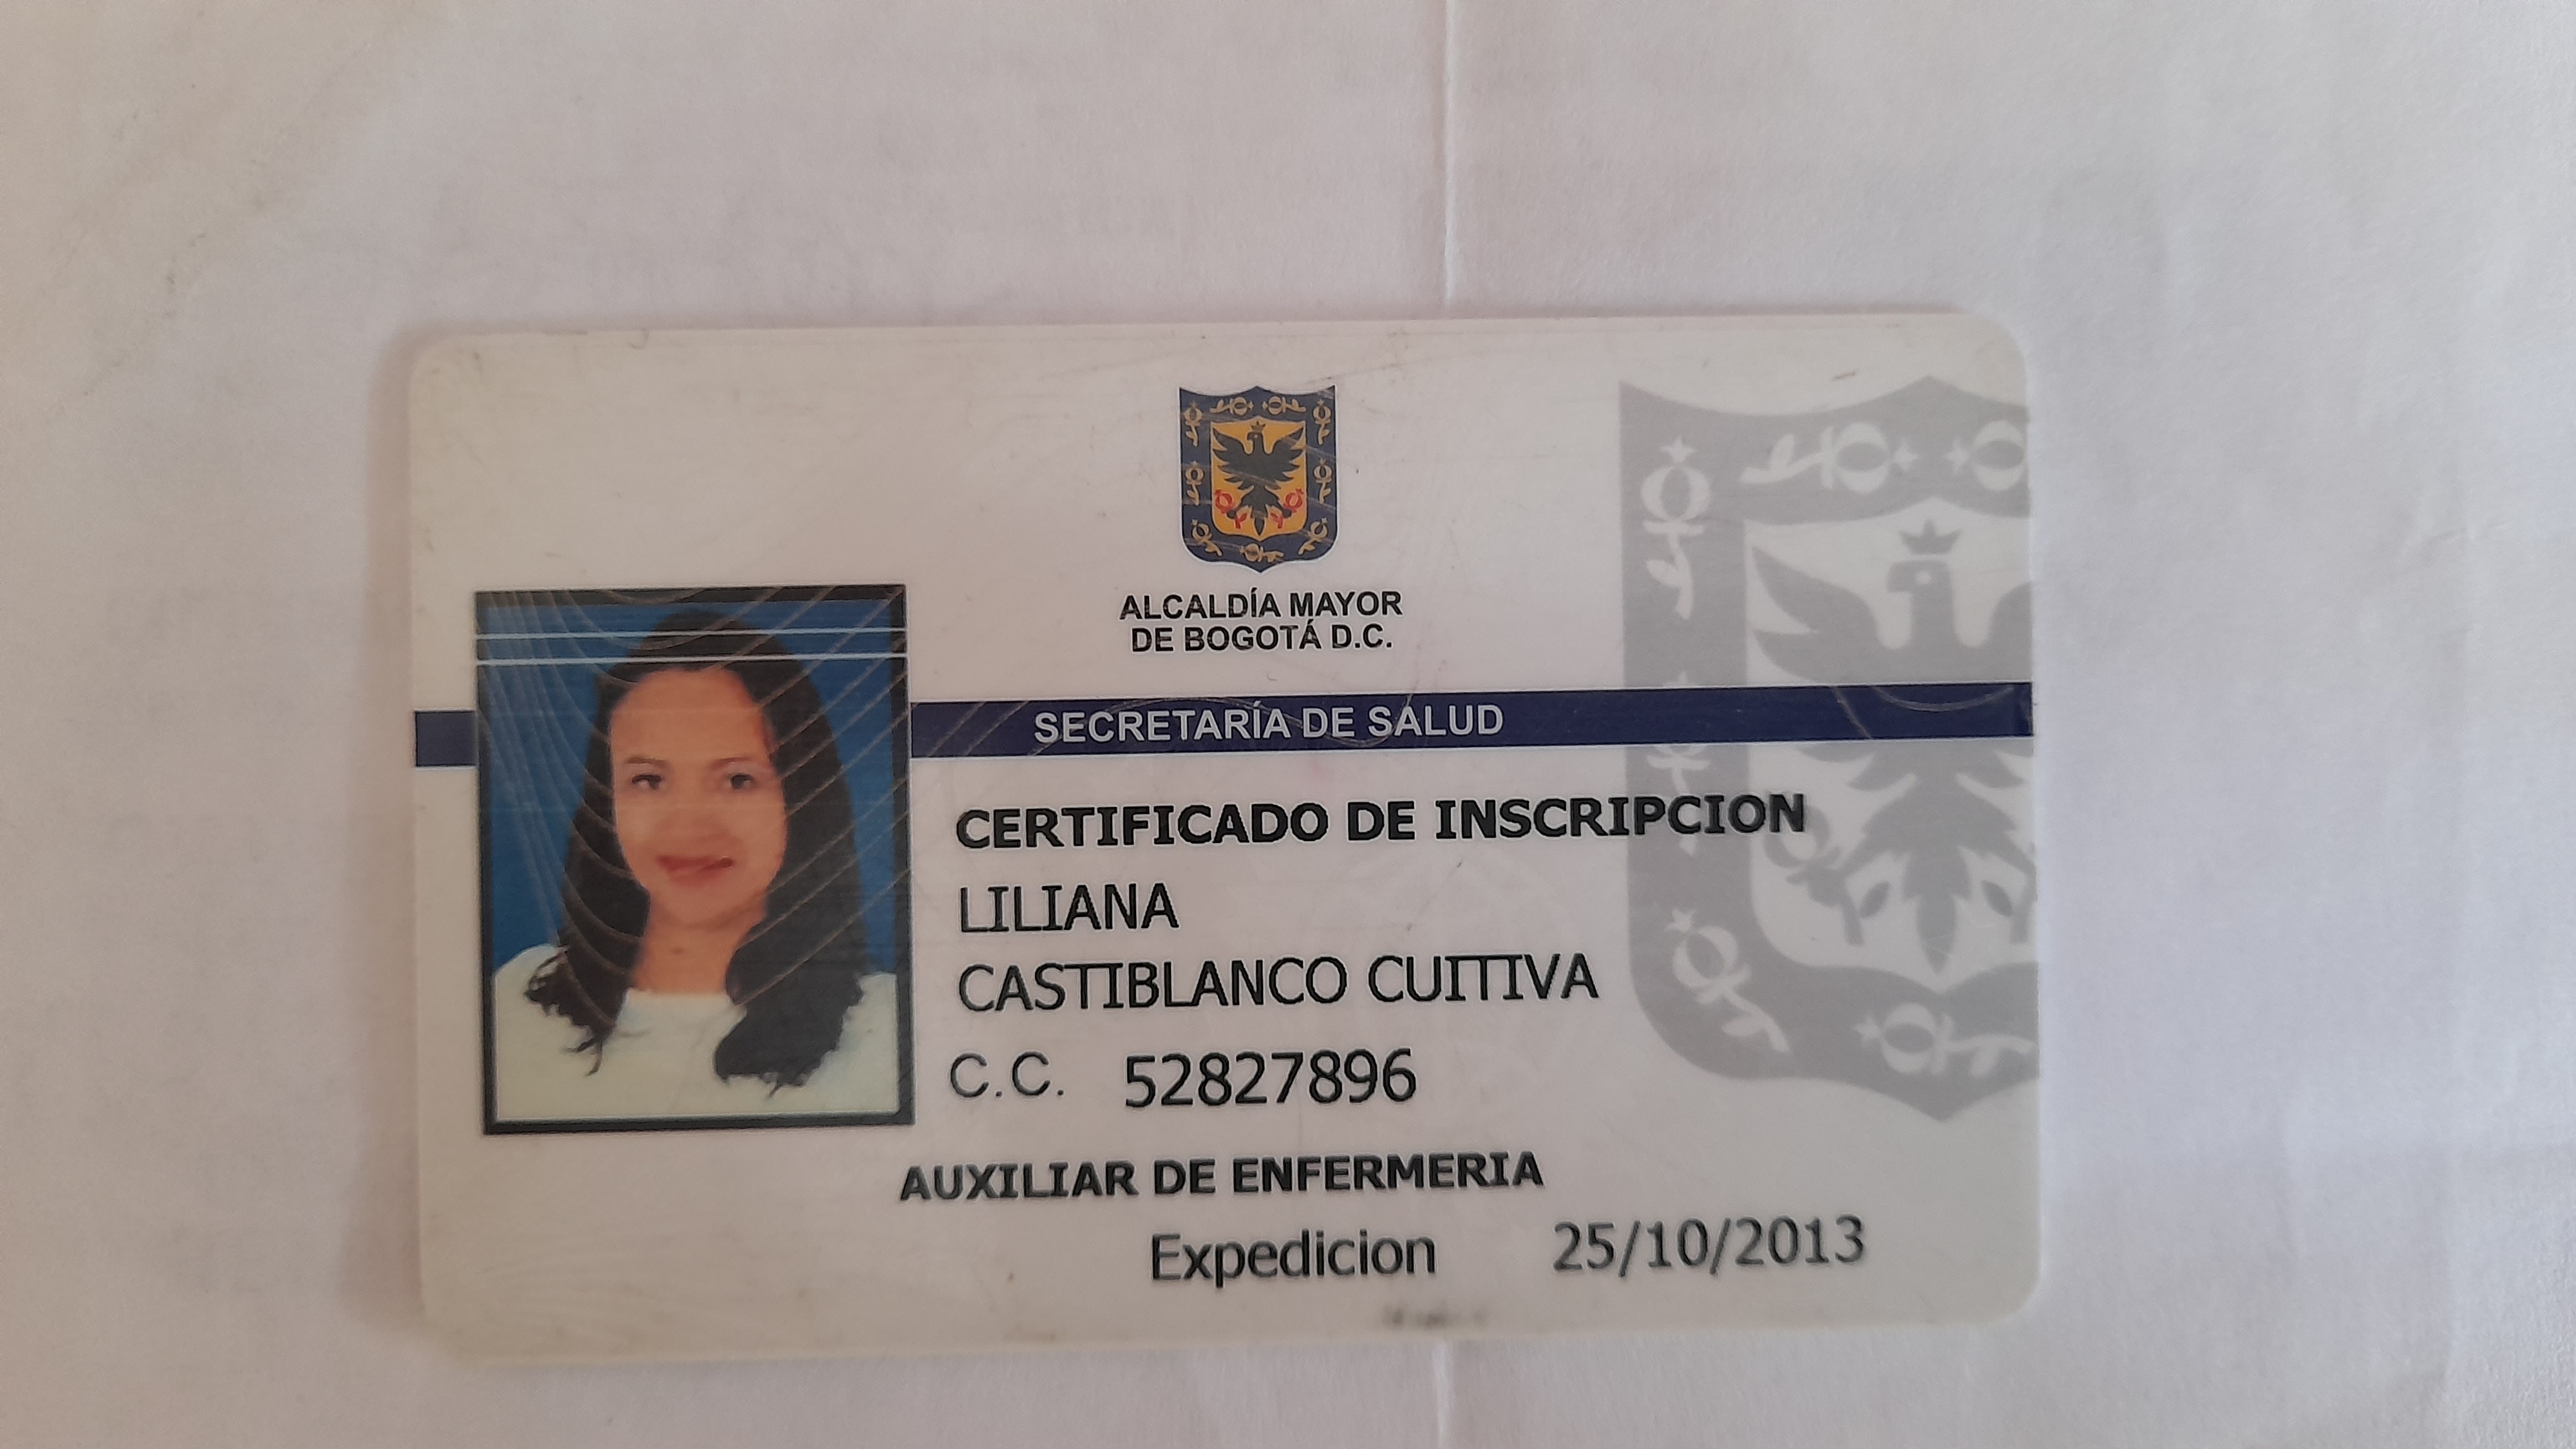 ALCALDÍA MAYOR
DE BOGOTÁ D.C.
SECRETARÍA DE SALUD
CERTIFICADO DE INSCRIPCION
LILIANA
CASTIBLANCO CUITIVA
C.C. 52827896
AUXILIAR DE ENFERMERIA
Expedicion 25/10/2013